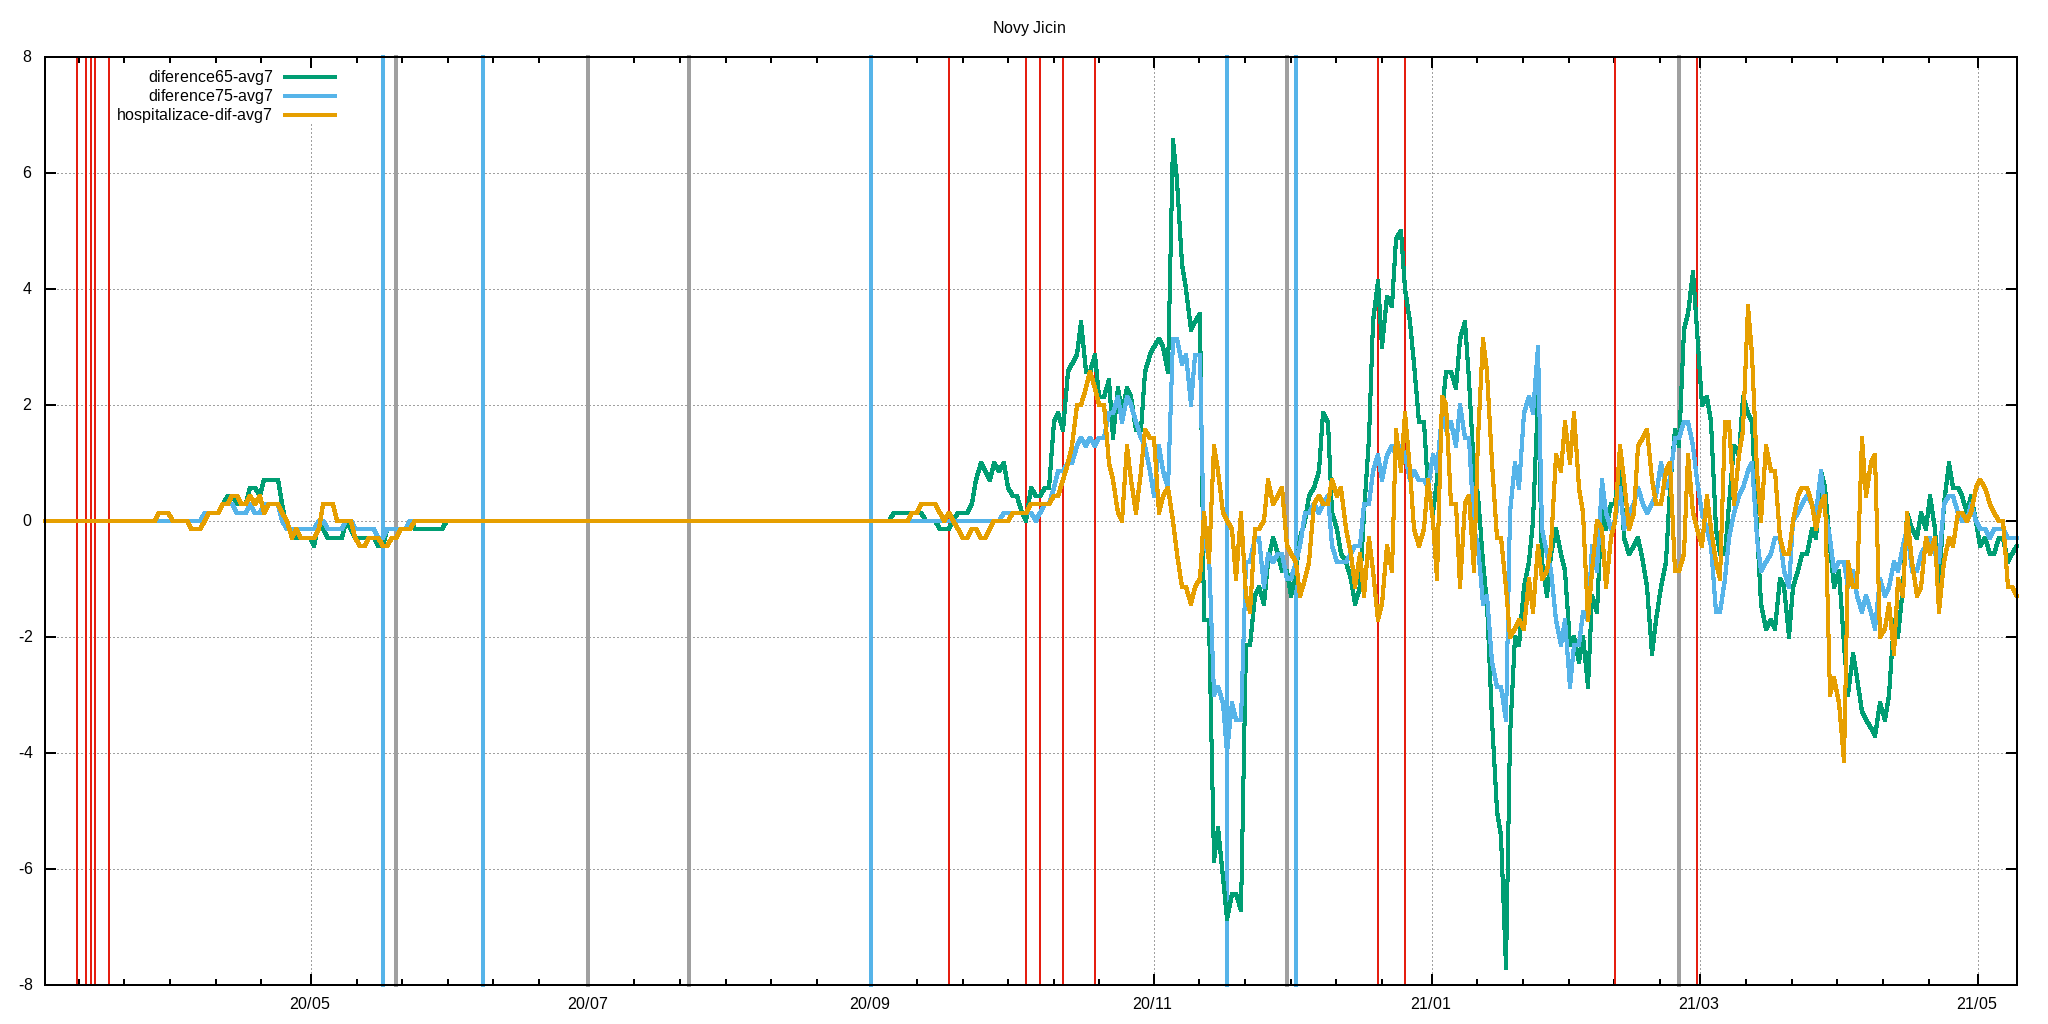 Novy Jicin
8
diference65-avg7
diference75-avg7
hospitalizace-dif-avg7
6
4
2
0
-2
-4
-6
-8
20/05 20/07 20/09 20/11 21/01 21/03 21/05